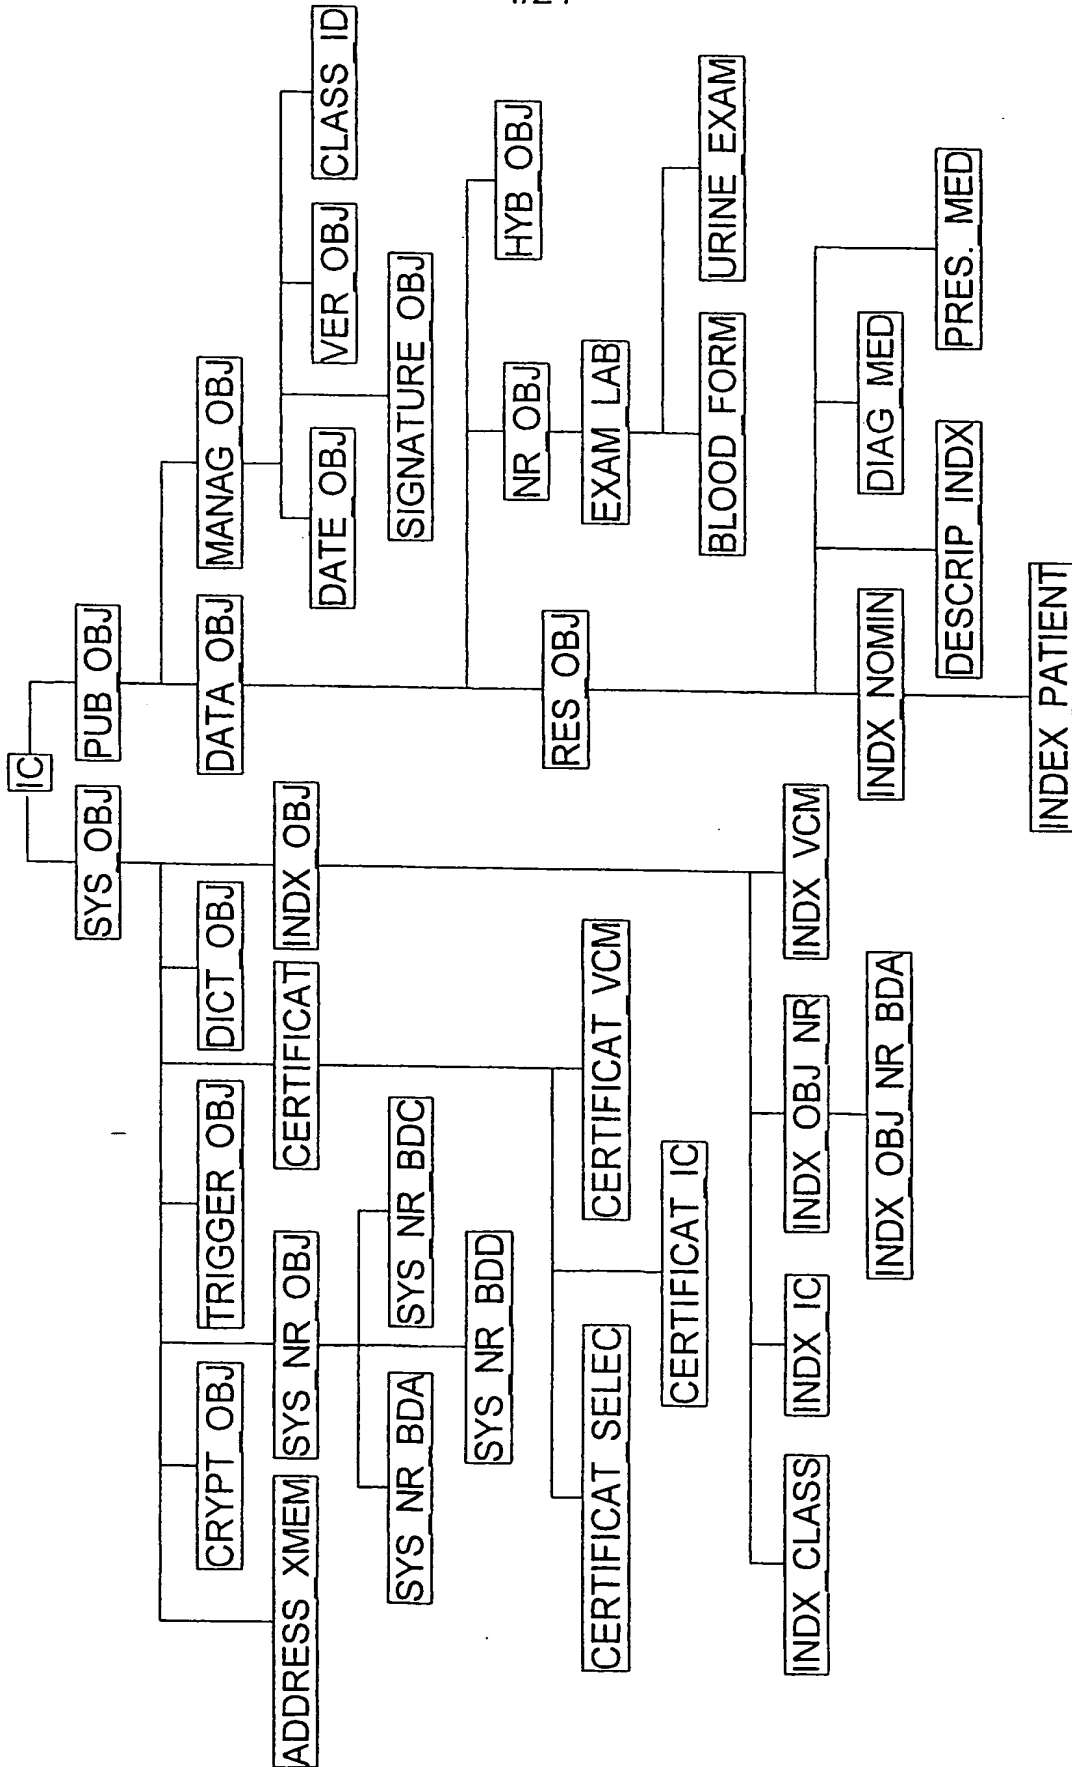 IC
SYS OBJ
PUB OBJ
CRYPT OBJ
TRIGGER OBJ
DICT OBJ
DATA OBJ
MANAG OBJ
ADDRESS XMEM
SYS NR OBJ
CERTIFICAT
INDX OBJ
DATE OBJ
VER OBJ
CLASS ID
SYS NR BDA
SYS NR BDC
SIGNATURE OBJ
SYS NR BDD
NR OBJ
HYB OBJ
CERTIFICAT SELEC
CERTIFICAT VCM
RES OBJ
EXAM LAB
CERTIFICAT IC
BLOOD FORM
URINE EXAM
INDX CLASS
INDX IC
INDX OBJ NR
INDX VCM
INDX NOMIN
DIAG MED
INDX OBJ NR BDA
DESCRIP INDX
PRES. MED
INDEX PATIENT